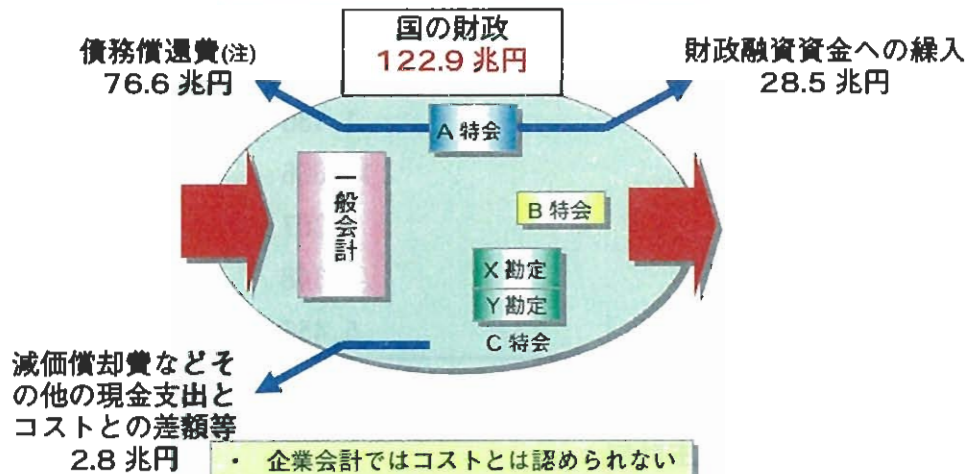 国の財政
122.9 兆円
債務償還費(注)
76.6 兆円
財政融資資金への繰入
28.5 兆円
A 特会
一般会計
B 特会
X 勘定
Y 勘定
C 特会
減価償却費などそ
の他の現金支出と
コストとの差額等
2.8 兆円
・ 企業会計ではコストとは認められない